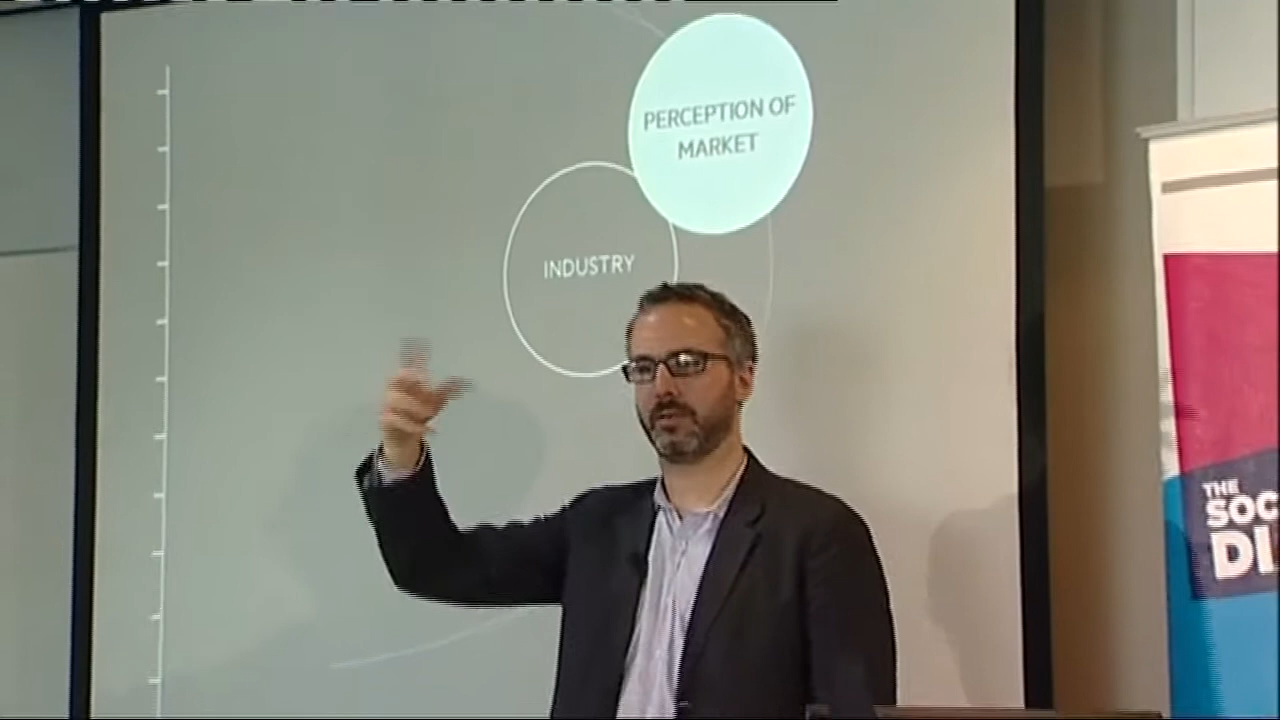 PERCEPTION OF
MARKET
INDUSTRY
THE
SOC
DI